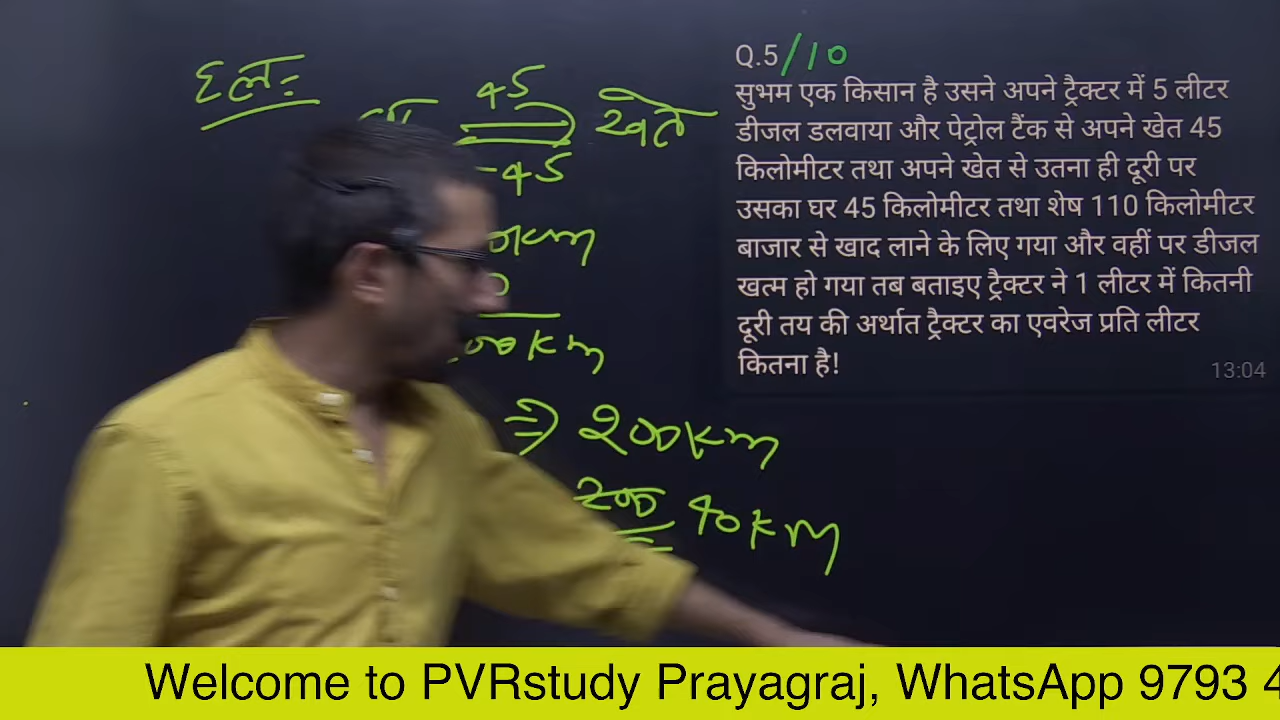 Q.5/10
सुभम एक किसान है उसने अपने ट्रैक्टर में 5 लीटर
डीजल डलवाया और पेट्रोल टैंक से अपने खेत 45
किलोमीटर तथा अपने खेत से उतना ही दूरी पर
उसका घर 45 किलोमीटर तथा शेष 110 किलोमीटर
बाजार से खाद लाने के लिए गया और वहीं पर डीजल
खत्म हो गया तब बताइए ट्रैक्टर ने 1 लीटर में कितनी
दूरी तय की अर्थात ट्रैक्टर का एवरेज प्रति लीटर
कितना है!
13:04
हलः
45
खेत
45
km
00km
⇒ 200km
200 40km
Welcome to PVRstudy Prayagraj, WhatsApp 9793